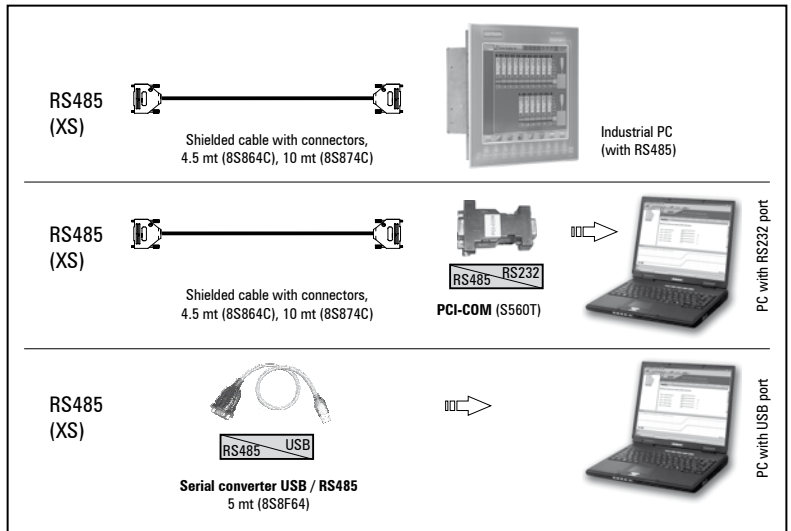 RS485
(XS)
Shielded cable with connectors,
4.5 mt (8S864C), 10 mt (8S874C)
Industrial PC
(with RS485)
RS485
(XS)
Shielded cable with connectors,
4.5 mt (8S864C), 10 mt (8S874C)
RS485 RS232
PCI-COM (S560T)
PC with RS232 port
RS485
(XS)
RS485 USB
Serial converter USB / RS485
5 mt (8S8F64)
PC with USB port